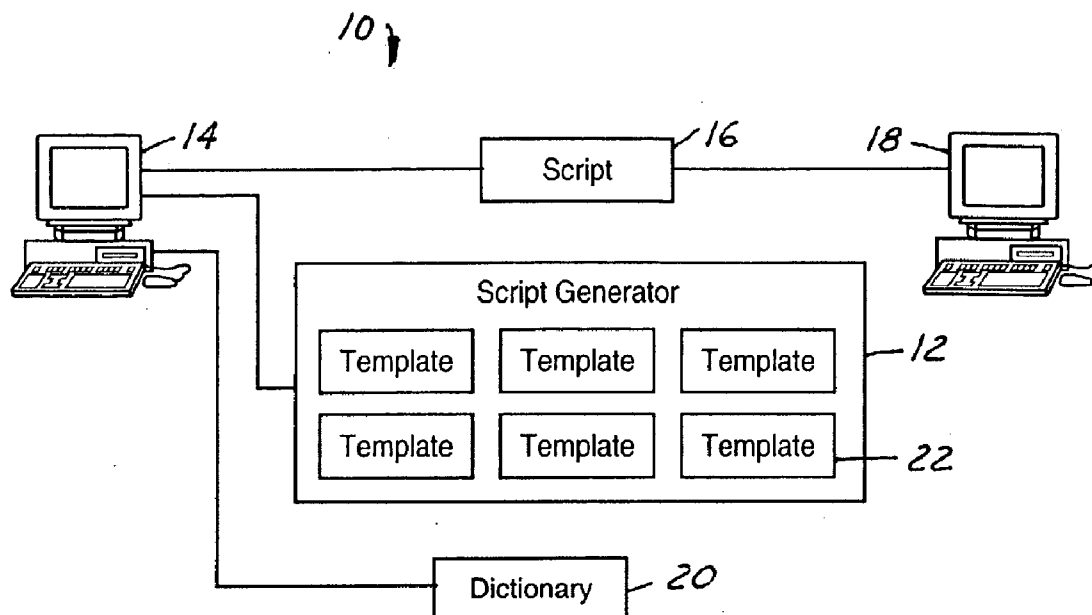 10
14
16
18
Script
Script Generator
Template Template Template
12
Template Template Template
22
Dictionary
20